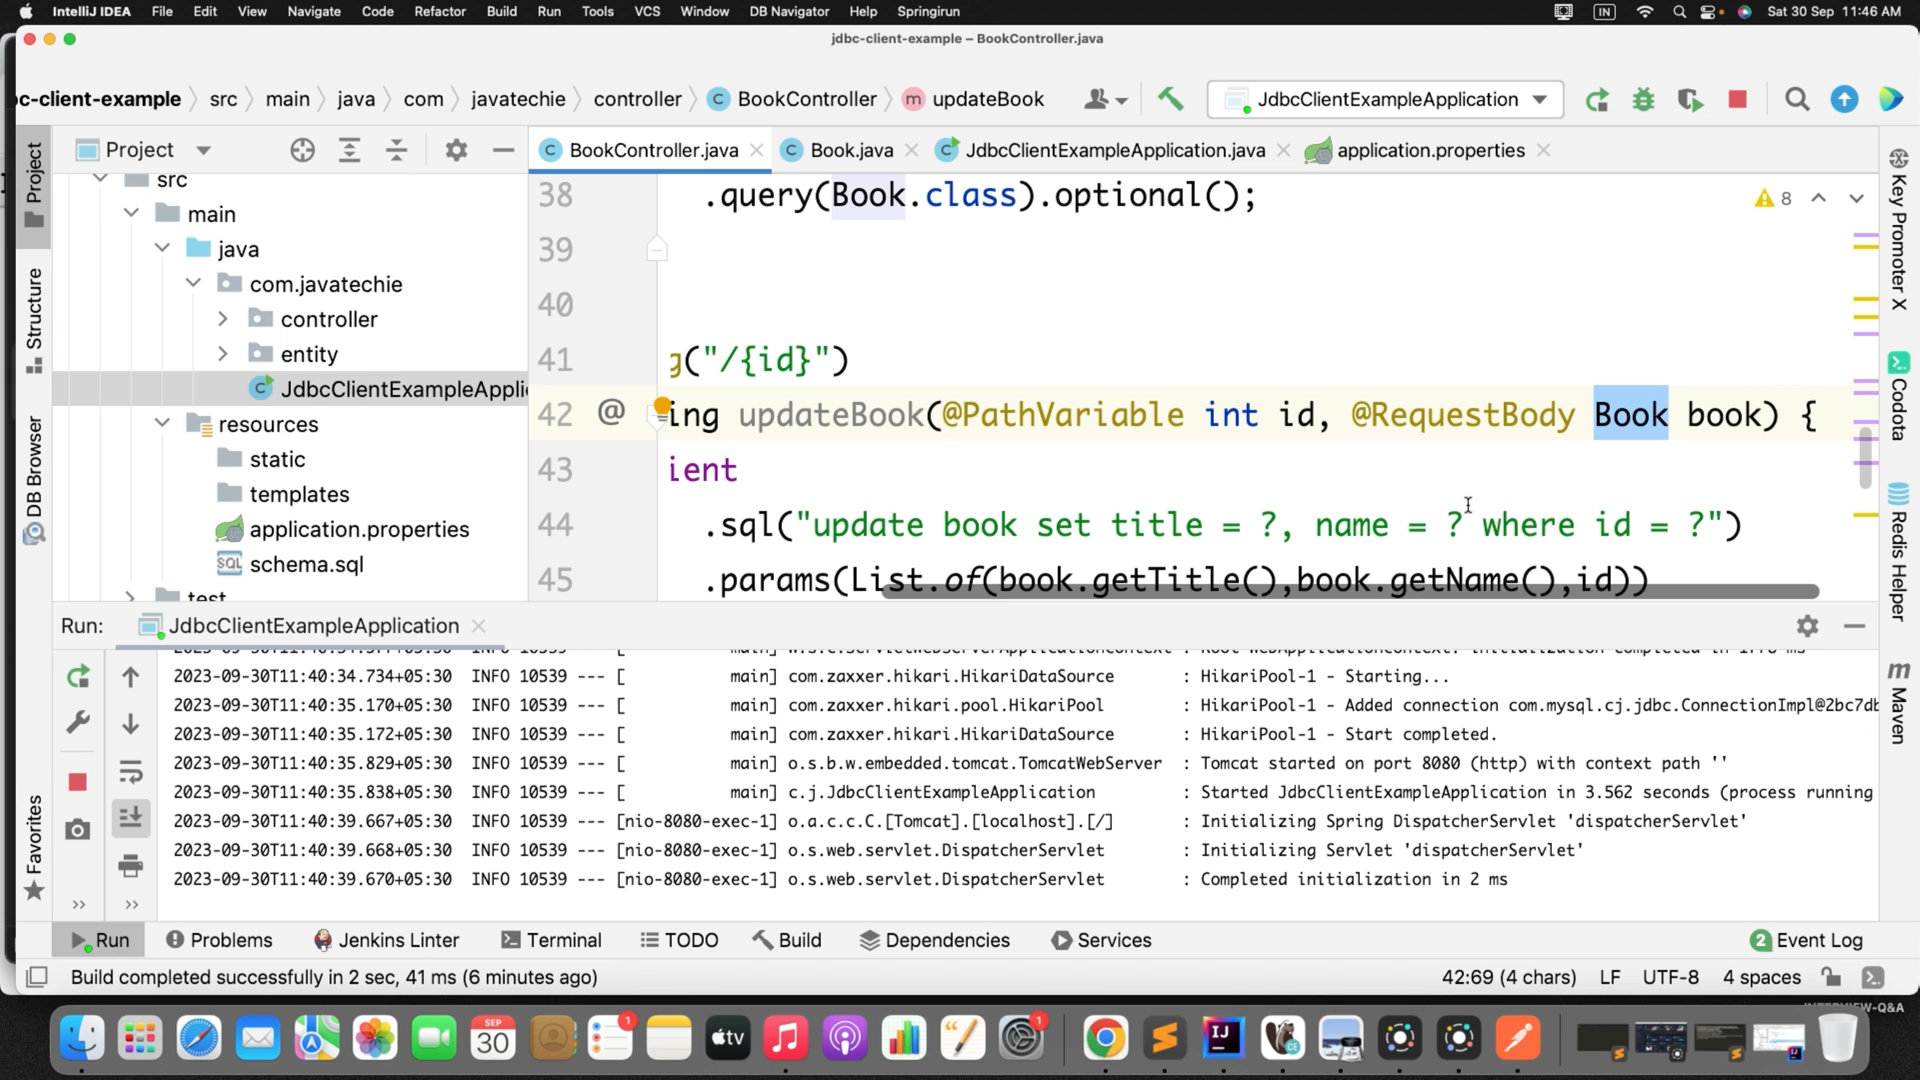 IntelliJ IDEA File Edit View Navigate Code Refactor Build Run Tools VCS Window DB Navigator Help Springirun IN Sat 30 Sep 11:46 AM
jdbc-client-example – BookController.java
c-client-example src main java com javatechie controller C BookController m updateBook JdbcClientExampleApplication
Project BookController.java Book.java JdbcClientExampleApplication.java application.properties
src
main
java
com.javatechie
controller
entity
JdbcClientExampleAppli
resources
static
templates
application.properties
SQL schema.sql
test
Project
Structure
DB Browser
Favorites
8
38 .query(Book.class).optional();
39
40
41 g("/{id}")
42 @ ing updateBook(@PathVariable int id, @RequestBody Book book) {
43 ient
44 .sql("update book set title = ?, name = ? where id = ?")
45 .params(List.of(book.getTitle(),book.getName(),id))
Key Promoter X
Codota
Redis Helper
m Maven
Run: JdbcClientExampleApplication
2023-09-30T11:40:34.734+05:30 INFO 10539 --- [ main] com.zaxxer.hikari.HikariDataSource : HikariPool-1 - Starting...
2023-09-30T11:40:35.170+05:30 INFO 10539 --- [ main] com.zaxxer.hikari.pool.HikariPool : HikariPool-1 - Added connection com.mysql.cj.jdbc.ConnectionImpl@2bc7db
2023-09-30T11:40:35.172+05:30 INFO 10539 --- [ main] com.zaxxer.hikari.HikariDataSource : HikariPool-1 - Start completed.
2023-09-30T11:40:35.829+05:30 INFO 10539 --- [ main] o.s.b.w.embedded.tomcat.TomcatWebServer : Tomcat started on port 8080 (http) with context path ''
2023-09-30T11:40:35.838+05:30 INFO 10539 --- [ main] c.j.JdbcClientExampleApplication : Started JdbcClientExampleApplication in 3.562 seconds (process running
2023-09-30T11:40:39.667+05:30 INFO 10539 --- [nio-8080-exec-1] o.a.c.c.C.[Tomcat].[localhost].[/] : Initializing Spring DispatcherServlet 'dispatcherServlet'
2023-09-30T11:40:39.668+05:30 INFO 10539 --- [nio-8080-exec-1] o.s.web.servlet.DispatcherServlet : Initializing Servlet 'dispatcherServlet'
2023-09-30T11:40:39.670+05:30 INFO 10539 --- [nio-8080-exec-1] o.s.web.servlet.DispatcherServlet : Completed initialization in 2 ms
Run Problems Jenkins Linter Terminal TODO Build Dependencies Services 2 Event Log
Build completed successfully in 2 sec, 41 ms (6 minutes ago) 42:69 (4 chars) LF UTF-8 4 spaces
SEP
30
1
tv
1
IJ
CE